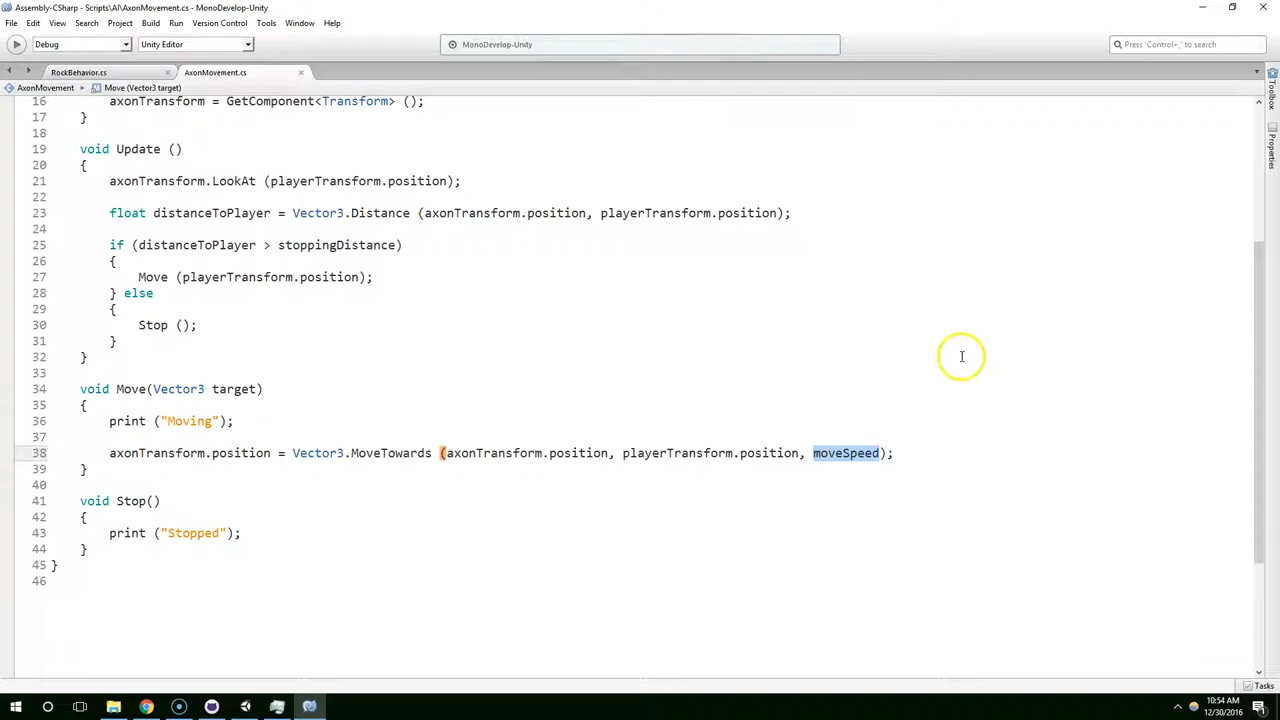 Assembly-CSharp - Scripts\AI\AxonMovement.cs - MonoDevelop-Unity
File Edit View Search Project Build Run Version Control Tools Window Help
Debug Unity Editor MonoDevelop-Unity Press 'Control+,' to search
RockBehavior.cs AxonMovement.cs
AxonMovement Move (Vector3 target)
Toolbox
Properties
16 axonTransform = GetComponent<Transform> ();
17 }
18
19 void Update ()
20 {
21 axonTransform.LookAt (playerTransform.position);
22
23 float distanceToPlayer = Vector3.Distance (axonTransform.position, playerTransform.position);
24
25 if (distanceToPlayer > stoppingDistance)
26 {
27 Move (playerTransform.position);
28 } else
29 {
30 Stop ();
31 }
32 }
33
34 void Move(Vector3 target)
35 {
36 print ("Moving");
37
38 axonTransform.position = Vector3.MoveTowards (axonTransform.position, playerTransform.position, moveSpeed);
39 }
40
41 void Stop()
42 {
43 print ("Stopped");
44 }
45 }
46
Tasks
10:54 AM
12/30/2016